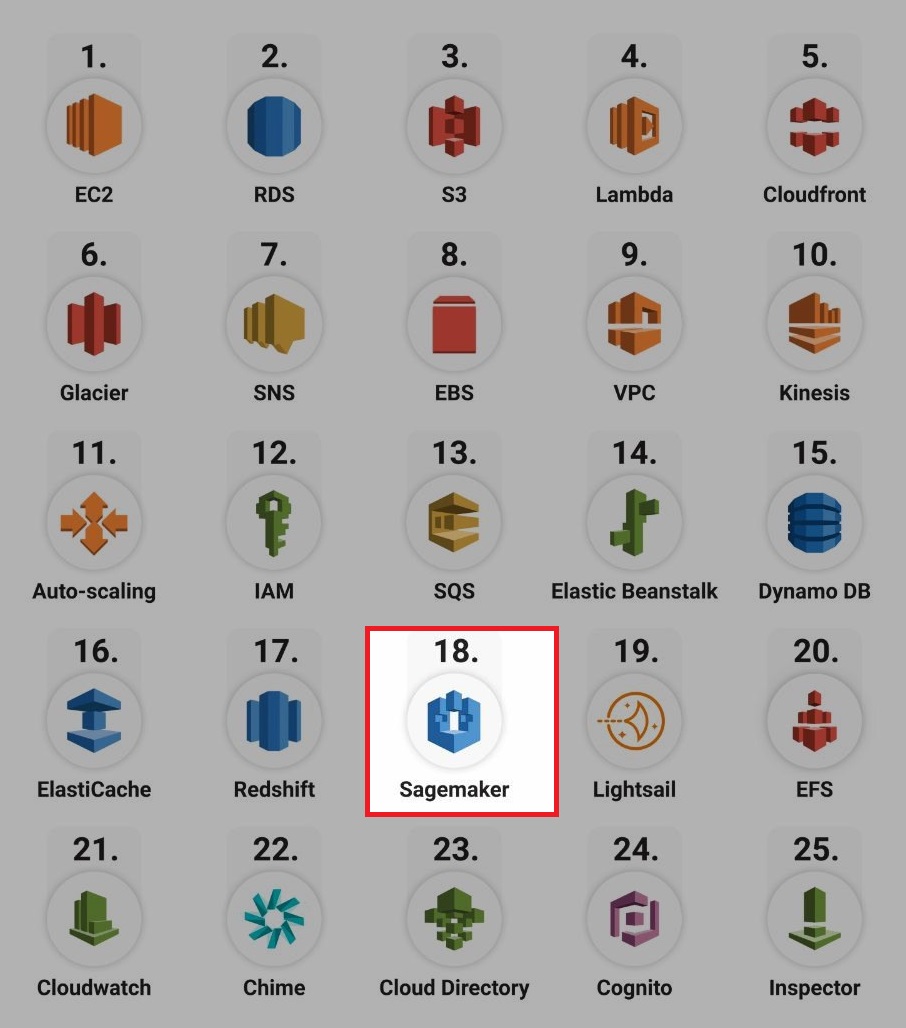 1. 2. 3. 4. 5.
EC2 RDS S3 Lambda Cloudfront
6. 7. 8. 9. 10.
Glacier SNS EBS VPC Kinesis
11. 12. 13. 14. 15.
Auto-scaling IAM SQS Elastic Beanstalk Dynamo DB
16. 17. 18. 19. 20.
ElastiCache Redshift Sagemaker Lightsail EFS
21. 22. 23. 24. 25.
Cloudwatch Chime Cloud Directory Cognito Inspector